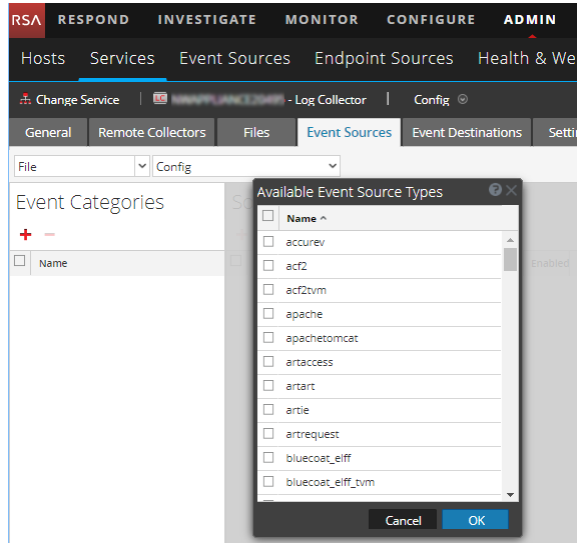 RSA RESPOND INVESTIGATE MONITOR CONFIGURE ADMIN
Hosts Services Event Sources Endpoint Sources Health & We
Change Service LC - Log Collector Config
General Remote Collectors Files Event Sources Event Destinations Setti
File Config
Event Categories
Available Event Source Types
Name
Name
Enabled
accurev
acf2
acf2tvm
apache
apachetomcat
artaccess
artart
artie
artrequest
bluecoat_elff
bluecoat_elff_tvm
Cancel OK